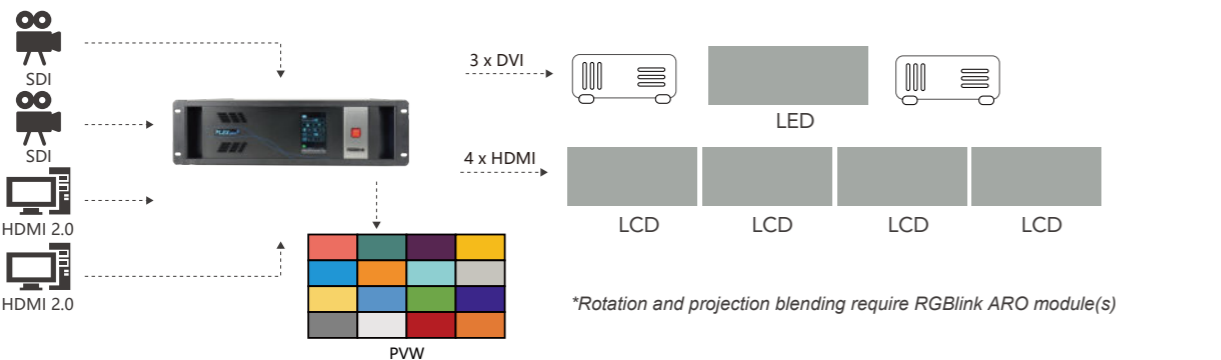 SDI
SDI
HDMI 2.0
HDMI 2.0
3 x DVI
LED
4 x HDMI
LCD LCD LCD LCD
*Rotation and projection blending require RGBlink ARO module(s)
PVW